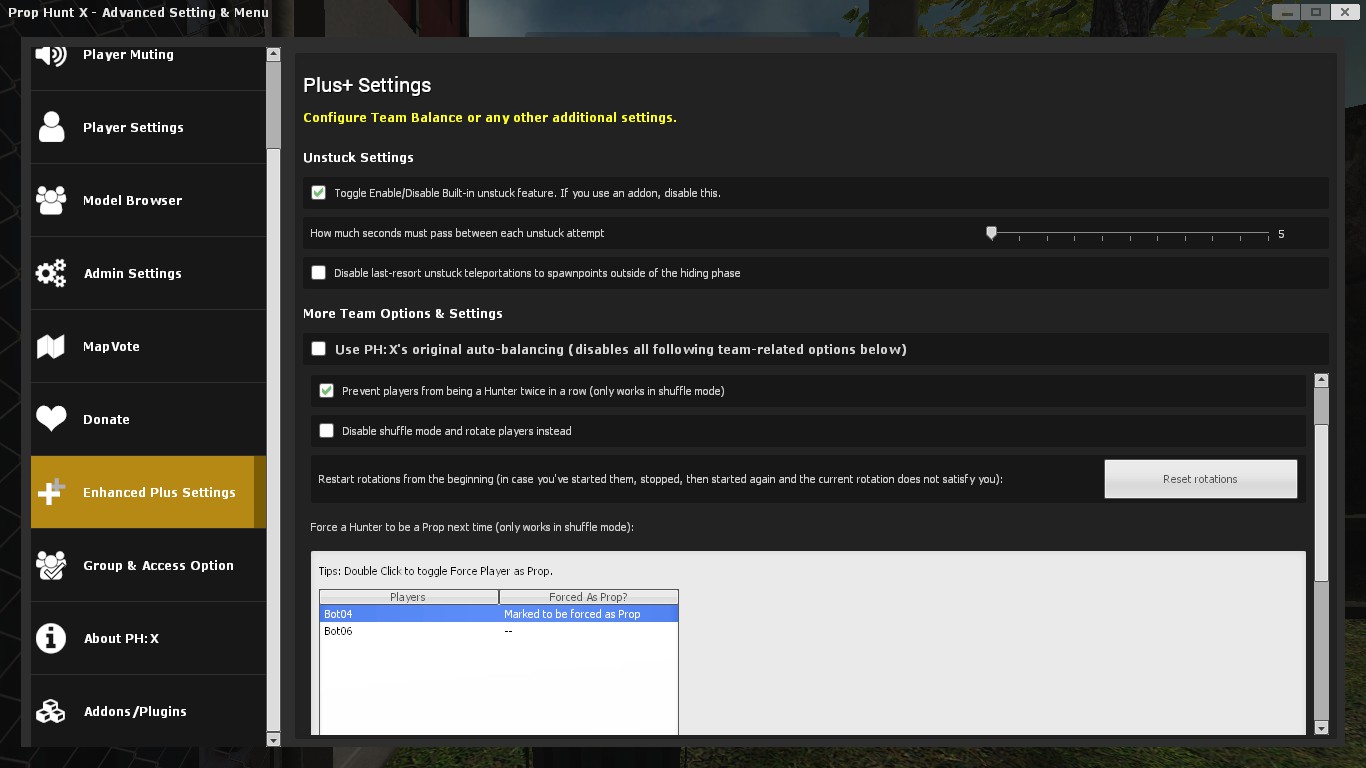 Prop Hunt X - Advanced Setting & Menu
Player Muting
Player Settings
Model Browser
Admin Settings
MapVote
Donate
Enhanced Plus Settings
Group & Access Option
About PH:X
Addons/Plugins
Plus+ Settings
Configure Team Balance or any other additional settings.
Unstuck Settings
Toggle Enable/Disable Built-in unstuck feature. If you use an addon, disable this.
How much seconds must pass between each unstuck attempt
5
Disable last-resort unstuck teleportations to spawnpoints outside of the hiding phase
More Team Options & Settings
Use PH:X's original auto-balancing (disables all following team-related options below)
Prevent players from being a Hunter twice in a row (only works in shuffle mode)
Disable shuffle mode and rotate players instead
Restart rotations from the beginning (in case you've started them, stopped, then started again and the current rotation does not satisfy you):
Reset rotations
Force a Hunter to be a Prop next time (only works in shuffle mode):
Tips: Double Click to toggle Force Player as Prop.
Players Forced As Prop?
Bot04 Marked to be forced as Prop
Bot06 --